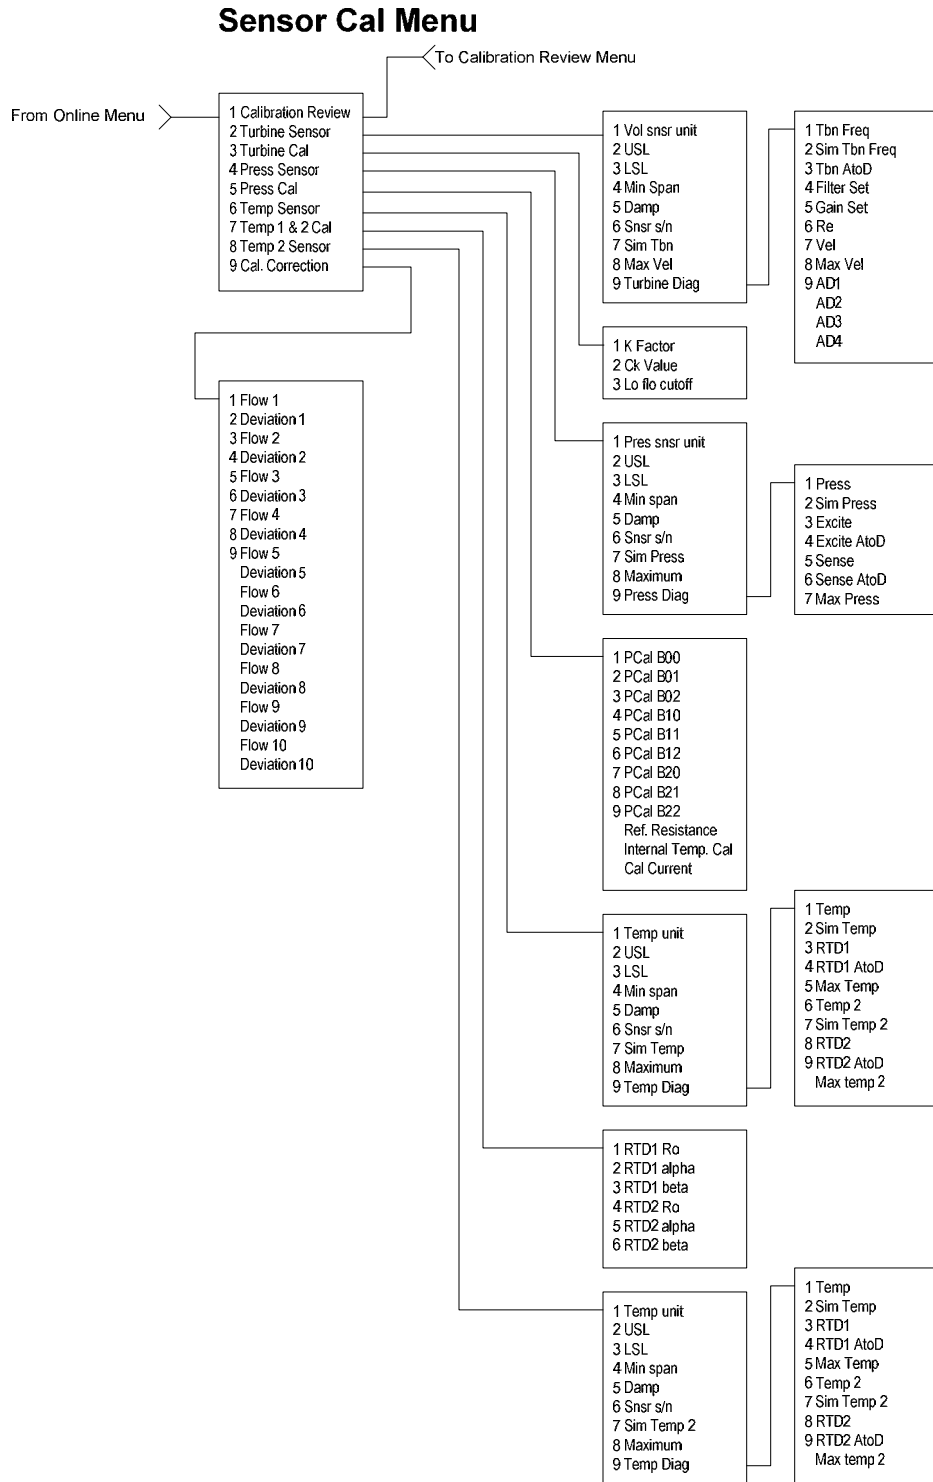 Sensor Cal Menu
To Calibration Review Menu
From Online Menu
1 Calibration Review
2 Turbine Sensor
3 Turbine Cal
4 Press Sensor
5 Press Cal
6 Temp Sensor
7 Temp 1 & 2 Cal
8 Temp 2 Sensor
9 Cal. Correction
1 Flow 1
2 Deviation 1
3 Flow 2
4 Deviation 2
5 Flow 3
6 Deviation 3
7 Flow 4
8 Deviation 4
9 Flow 5
Deviation 5
Flow 6
Deviation 6
Flow 7
Deviation 7
Flow 8
Deviation 8
Flow 9
Deviation 9
Flow 10
Deviation 10
1 Vol snsr unit
2 USL
3 LSL
4 Min Span
5 Damp
6 Snsr s/n
7 Sim Tbn
8 Max Vel
9 Turbine Diag
1 Tbn Freq
2 Sim Tbn Freq
3 Tbn AtoD
4 Filter Set
5 Gain Set
6 Re
7 Vel
8 Max Vel
9 AD1
AD2
AD3
AD4
1 K Factor
2 Ck Value
3 Lo flo cutoff
1 Pres snsr unit
2 USL
3 LSL
4 Min span
5 Damp
6 Snsr s/n
7 Sim Press
8 Maximum
9 Press Diag
1 Press
2 Sim Press
3 Excite
4 Excite AtoD
5 Sense
6 Sense AtoD
7 Max Press
1 PCal B00
2 PCal B01
3 PCal B02
4 PCal B10
5 PCal B11
6 PCal B12
7 PCal B20
8 PCal B21
9 PCal B22
Ref. Resistance
Internal Temp. Cal
Cal Current
1 Temp unit
2 USL
3 LSL
4 Min span
5 Damp
6 Snsr s/n
7 Sim Temp
8 Maximum
9 Temp Diag
1 Temp
2 Sim Temp
3 RTD1
4 RTD1 AtoD
5 Max Temp
6 Temp 2
7 Sim Temp 2
8 RTD2
9 RTD2 AtoD
Max temp 2
1 RTD1 Ro
2 RTD1 alpha
3 RTD1 beta
4 RTD2 Ro
5 RTD2 alpha
6 RTD2 beta
1 Temp unit
2 USL
3 LSL
4 Min span
5 Damp
6 Snsr s/n
7 Sim Temp 2
8 Maximum
9 Temp Diag
1 Temp
2 Sim Temp
3 RTD1
4 RTD1 AtoD
5 Max Temp
6 Temp 2
7 Sim Temp 2
8 RTD2
9 RTD2 AtoD
Max temp 2